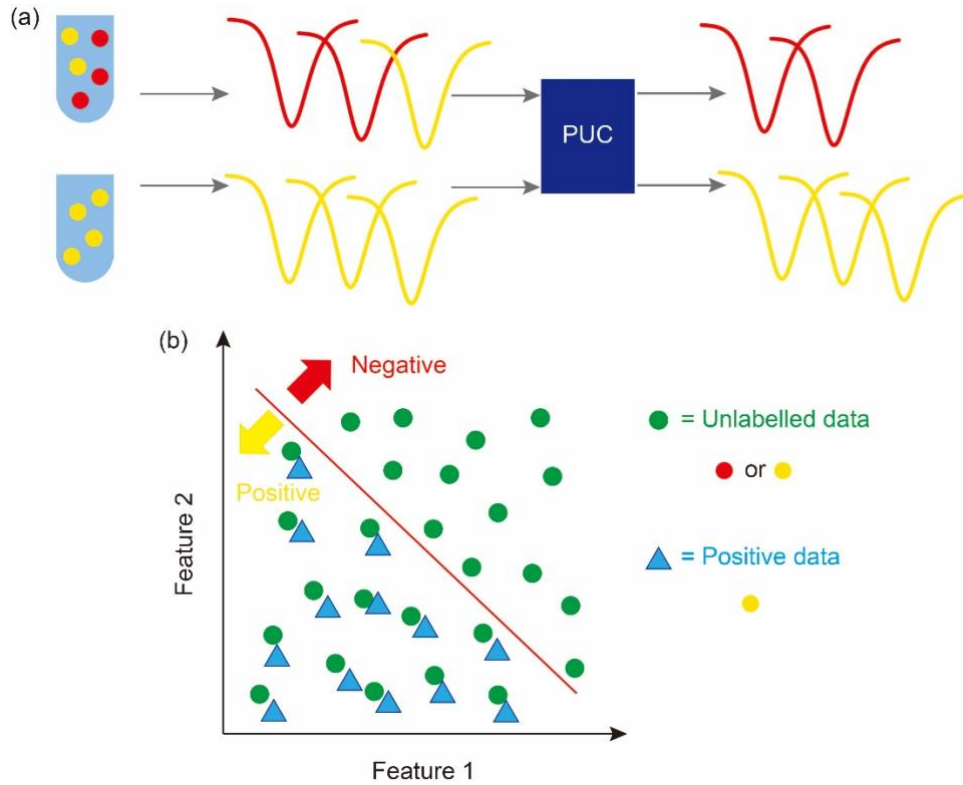 (a)
PUC
(b)
Negative
Positive
Feature 2
Feature 1
= Unlabelled data
or
= Positive data